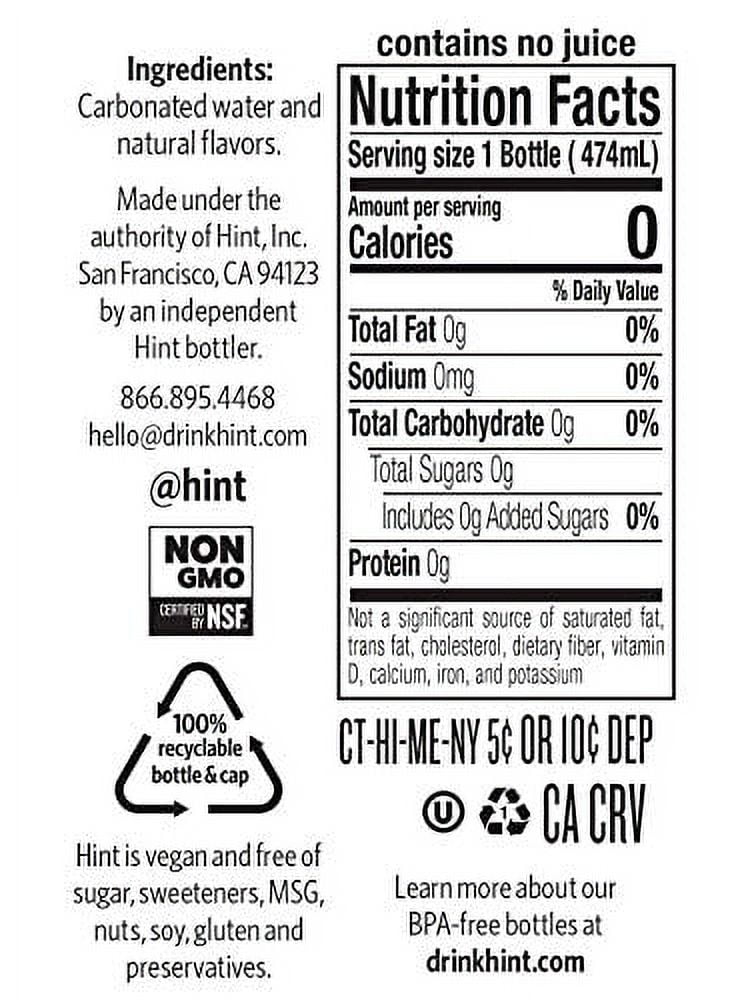 Ingredients:
Carbonated water and
natural flavors.
Made under the
authority of Hint, Inc.
San Francisco, CA 94123
by an independent
Hint bottler.
866.895.4468
hello@drinkhint.com
@hint
NON
GMO
CERTIFIED
BY NSF
100%
recyclable
bottle & cap
Hint is vegan and free of
sugar, sweeteners, MSG,
nuts, soy, gluten and
preservatives.
contains no juice
Nutrition Facts
Serving size 1 Bottle ( 474mL)
Amount per serving
Calories 0
% Daily Value
Total Fat 0g 0%
Sodium 0mg 0%
Total Carbohydrate 0g 0%
Total Sugars 0g
Includes 0g Added Sugars 0%
Protein 0g
Not a significant source of saturated fat,
trans fat, cholesterol, dietary fiber, vitamin
D, calcium, iron, and potassium
CT-HI-ME-NY 5¢ OR 10¢ DEP
U 1 CA CRV
Learn more about our
BPA-free bottles at
drinkhint.com